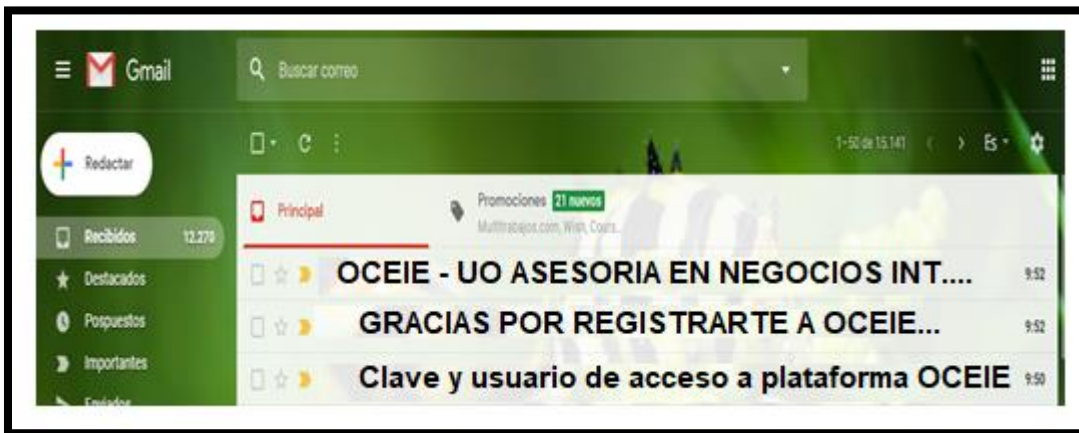 Gmail
Buscar correo
Redactar
1-50 de 15.141
Es
Principal
Promociones 21 nuevos
Multitrabajos.com, Wish, Cours...
Recibidos 12.270
OCEIE - UO ASESORIA EN NEGOCIOS INT.... 9:52
Destacados
Pospuestos
GRACIAS POR REGISTRARTE A OCEIE... 9:52
Importantes
Clave y usuario de acceso a plataforma OCEIE 9:50
Enviados